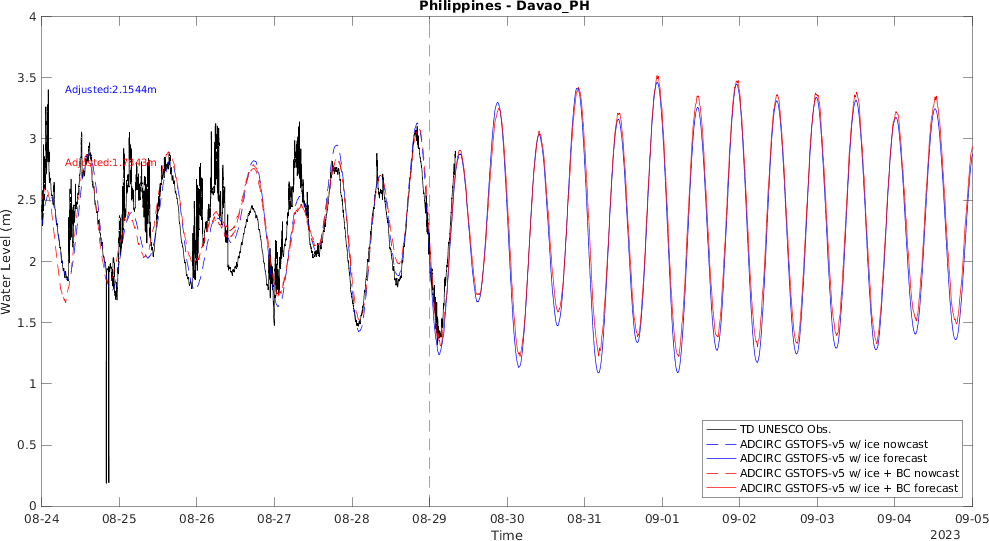 Philippines - Davao_PH
4
3.5
3
2.5
2
1.5
1
0.5
0
Water Level (m)
Adjusted:2.1544m
TD UNESCO Obs.
ADCIRC GSTOFS-v5 w/ ice nowcast
ADCIRC GSTOFS-v5 w/ ice forecast
ADCIRC GSTOFS-v5 w/ ice + BC nowcast
ADCIRC GSTOFS-v5 w/ ice + BC forecast
08-24 08-25 08-26 08-27 08-28 08-29 08-30 08-31 09-01 09-02 09-03 09-04 09-05
Time
2023